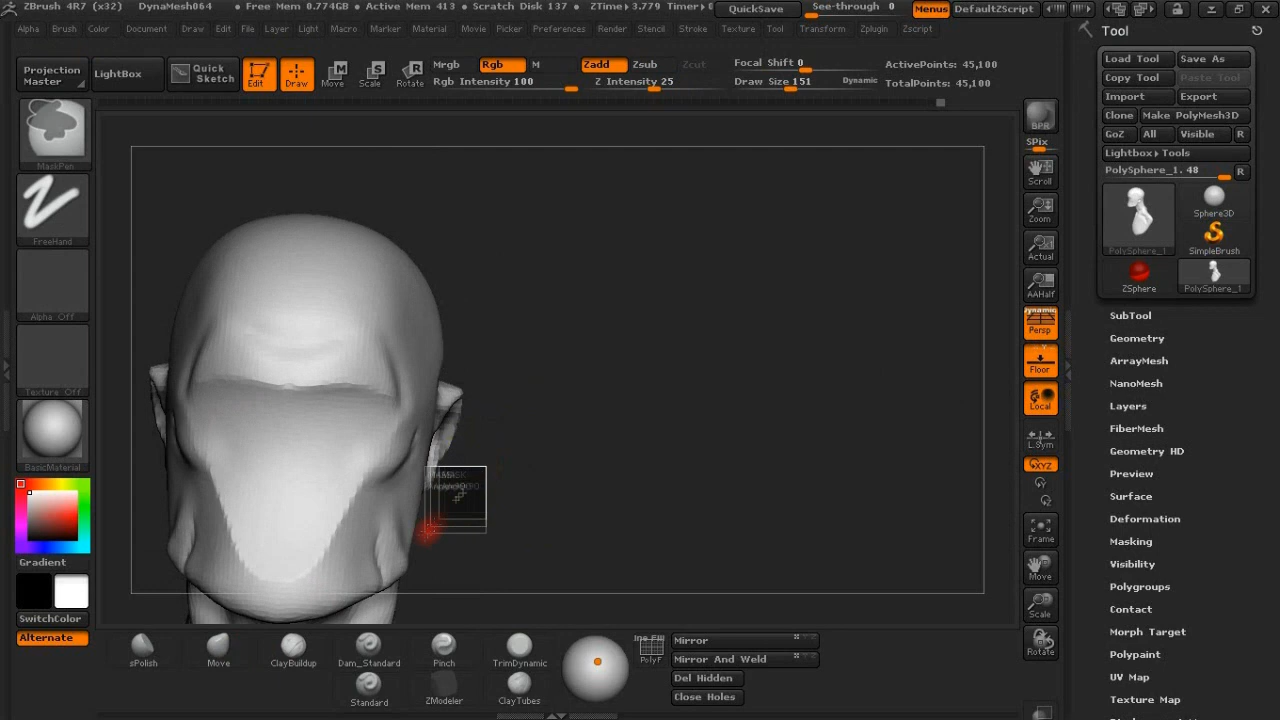 ZBrush 4R7 (x32) DynaMesh064 • Free Mem 0.774GB • Active Mem 413 • Scratch Disk 137 • ZTime▸3.779 Timer▸ QuickSave See-through 0 Menus DefaultZScript
Alpha Brush Color Document Draw Edit File Layer Light Macro Marker Material Movie Picker Preferences Render Stencil Stroke Texture Tool Transform Zplugin Zscript
Tool
Load Tool Save As
Copy Tool Paste Tool
Import Export
Clone Make PolyMesh3D
GoZ All Visible R
Lightbox▸Tools
PolySphere_1. 48 R
PolySphere_1
Sphere3D
SimpleBrush
ZSphere
PolySphere_1
SubTool
Geometry
ArrayMesh
NanoMesh
Layers
FiberMesh
Geometry HD
Preview
Surface
Deformation
Masking
Visibility
Polygroups
Contact
Morph Target
Polypaint
UV Map
Texture Map
Projection Master
LightBox
Quick Sketch
Edit
Draw
Move
Scale
Rotate
Mrgb Rgb M
Rgb Intensity 100
Zadd Zsub Zcut
Z Intensity 25
Focal Shift 0
Draw Size 151 Dynamic
ActivePoints: 45,100
TotalPoints: 45,100
MaskPen
FreeHand
Alpha Off
Texture Off
BasicMaterial
Gradient
SwitchColor
Alternate
BPR
SPix
Scroll
Zoom
Actual
AAHalf
Dynamic
Persp
Floor
Local
L.Sym
XYZ
Frame
Move
Scale
Rotate
sPolish
Move
ClayBuildup
Dam_Standard
Pinch
TrimDynamic
Standard
ZModeler
ClayTubes
PolyF
Mirror
Mirror And Weld
Del Hidden
Close Holes